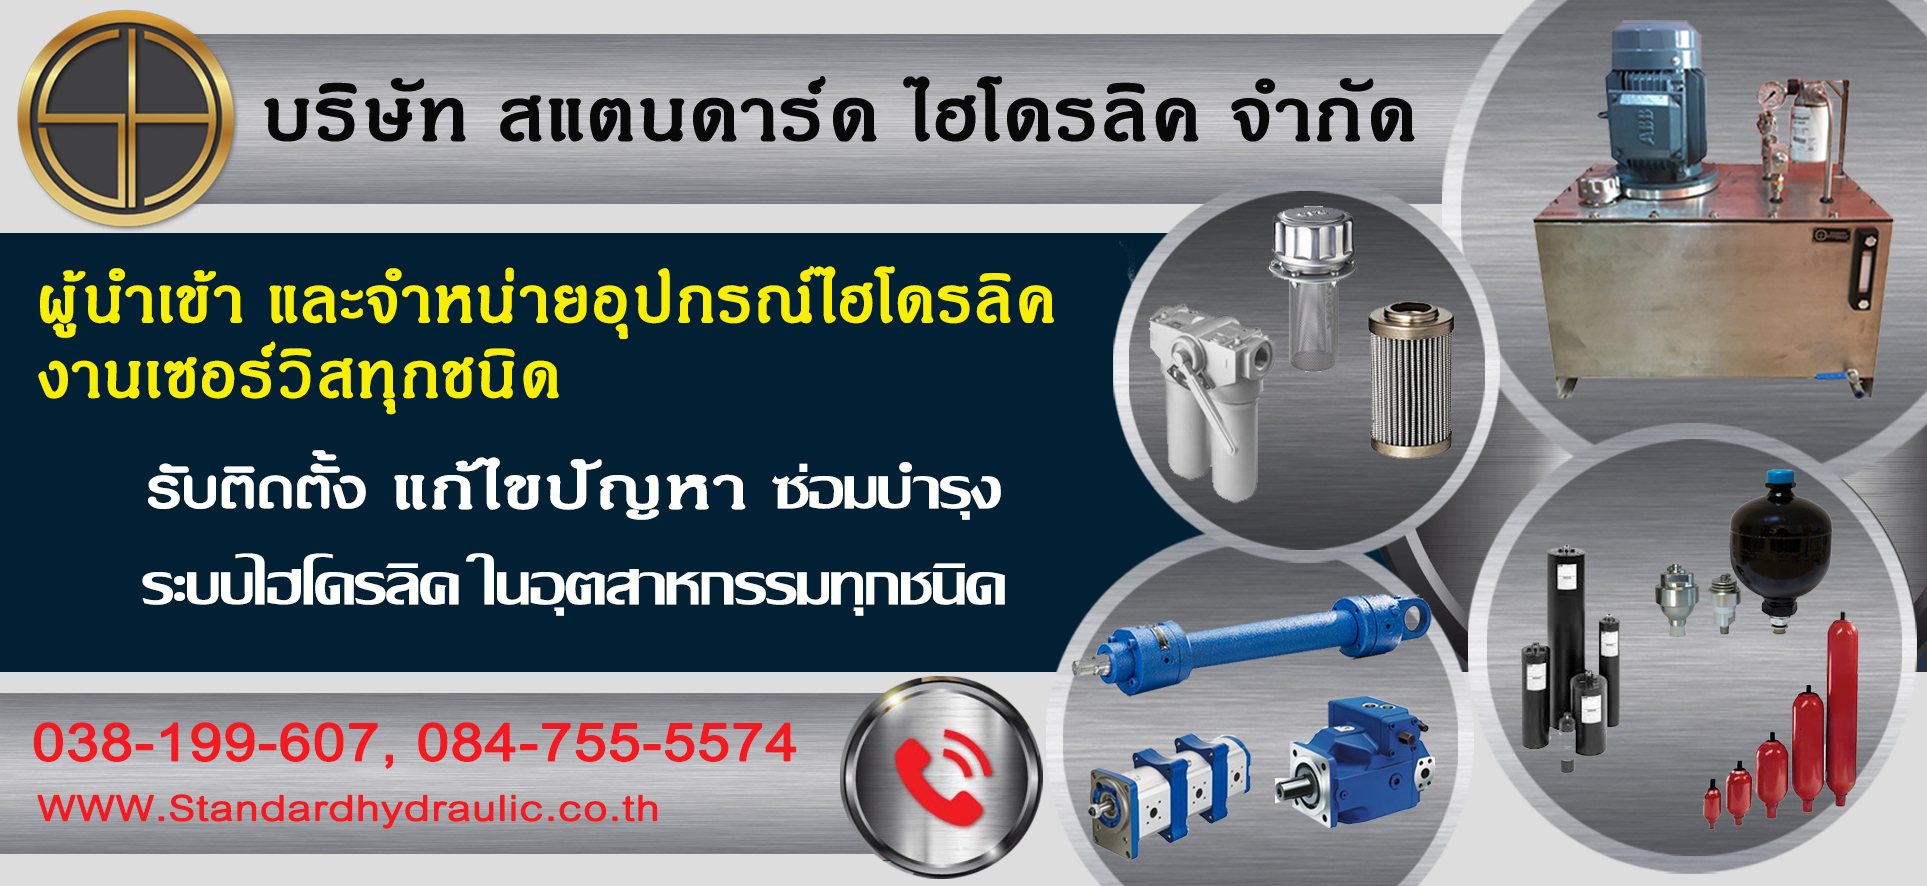 บริษัท สแตนดาร์ด ไฮโดรลิค จำกัด
ผู้นำเข้า และจำหน่ายอุปกรณ์ไฮโดรลิค
งานเซอร์วิสทุกชนิด
รับติดตั้ง แก้ไขปัญหา ซ่อมบำรุง
ระบบไฮโดรลิค ในอุตสาหกรรมทุกชนิด
038-199-607, 084-755-5574
WWW.Standardhydraulic.co.th
ABB